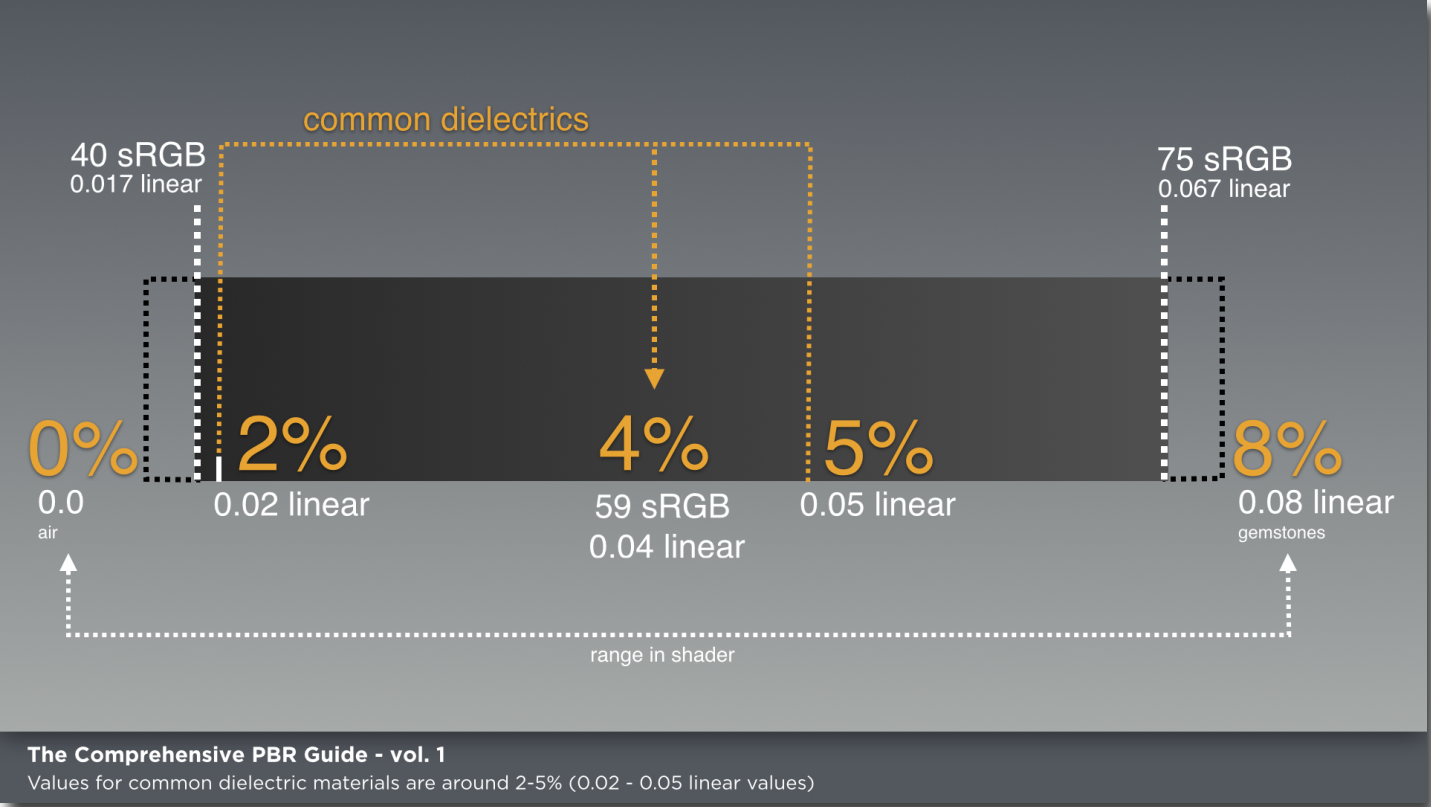 common dielectrics
40 sRGB
0.017 linear
75 sRGB
0.067 linear
0%
2%
4%
5%
8%
0.0
air
0.02 linear
59 sRGB
0.04 linear
0.05 linear
0.08 linear
gemstones
range in shader
The Comprehensive PBR Guide - vol. 1
Values for common dielectric materials are around 2-5% (0.02 - 0.05 linear values)